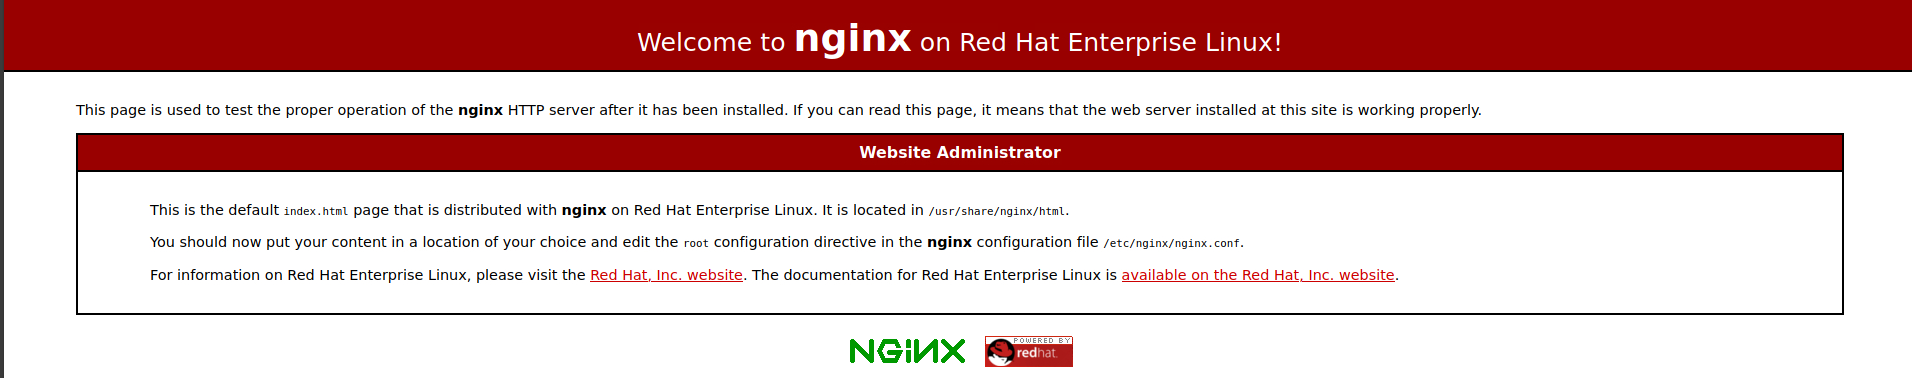 Welcome to nginx on Red Hat Enterprise Linux!
This page is used to test the proper operation of the nginx HTTP server after it has been installed. If you can read this page, it means that the web server installed at this site is working properly.
Website Administrator
This is the default index.html page that is distributed with nginx on Red Hat Enterprise Linux. It is located in /usr/share/nginx/html.
You should now put your content in a location of your choice and edit the root configuration directive in the nginx configuration file /etc/nginx/nginx.conf.
For information on Red Hat Enterprise Linux, please visit the Red Hat, Inc. website. The documentation for Red Hat Enterprise Linux is available on the Red Hat, Inc. website.
NGiNX POWERED BY
redhat.